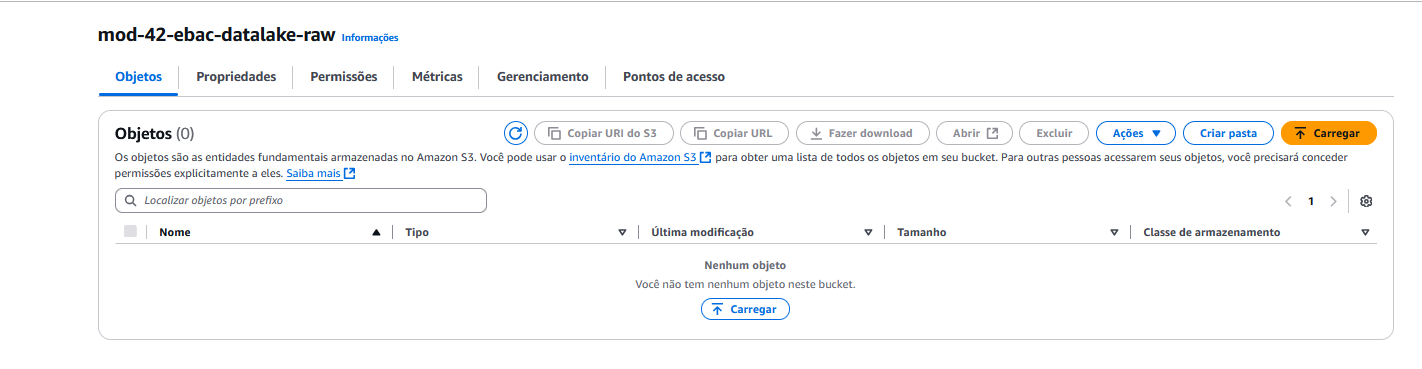 mod-42-ebac-datalake-raw Informações
Objetos Propriedades Permissões Métricas Gerenciamento Pontos de acesso
Objetos (0) Copiar URI do S3 Copiar URL Fazer download Abrir Excluir Ações Criar pasta Carregar
Os objetos são as entidades fundamentais armazenadas no Amazon S3. Você pode usar o inventário do Amazon S3 para obter uma lista de todos os objetos em seu bucket. Para outras pessoas acessarem seus objetos, você precisará conceder
permissões explicitamente a eles. Saiba mais
Localizar objetos por prefixo 1
Nome Tipo Última modificação Tamanho Classe de armazenamento
Nenhum objeto
Você não tem nenhum objeto neste bucket.
Carregar